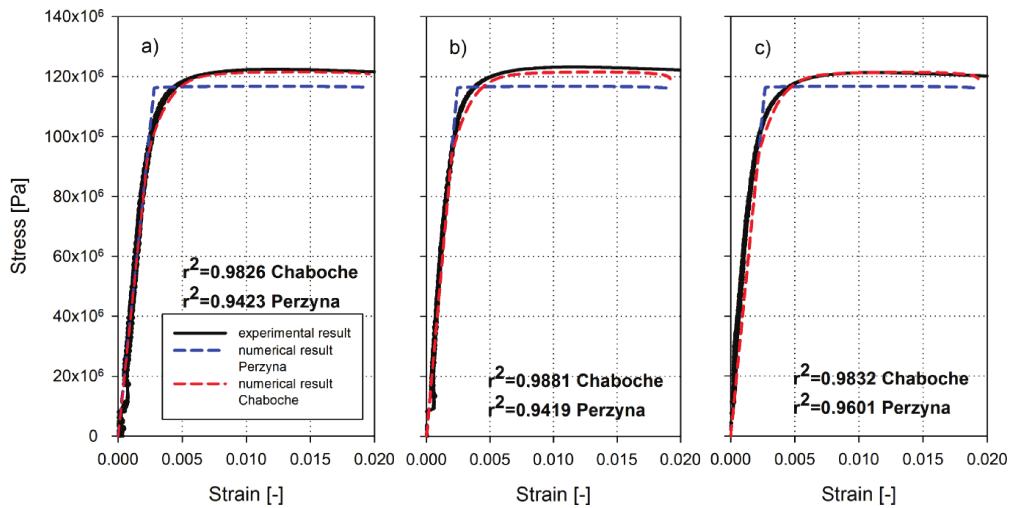 140x10⁶
120x10⁶
100x10⁶
80x10⁶
60x10⁶
40x10⁶
20x10⁶
0
Stress [Pa]
a)
r²=0.9826 Chaboche
r²=0.9423 Perzyna
experimental result
numerical result
Perzyna
numerical result
Chaboche
0.000 0.005 0.010 0.015 0.020
Strain [-]
b)
r²=0.9881 Chaboche
r²=0.9419 Perzyna
0.000 0.005 0.010 0.015 0.020
Strain [-]
c)
r²=0.9832 Chaboche
r²=0.9601 Perzyna
0.000 0.005 0.010 0.015 0.020
Strain [-]